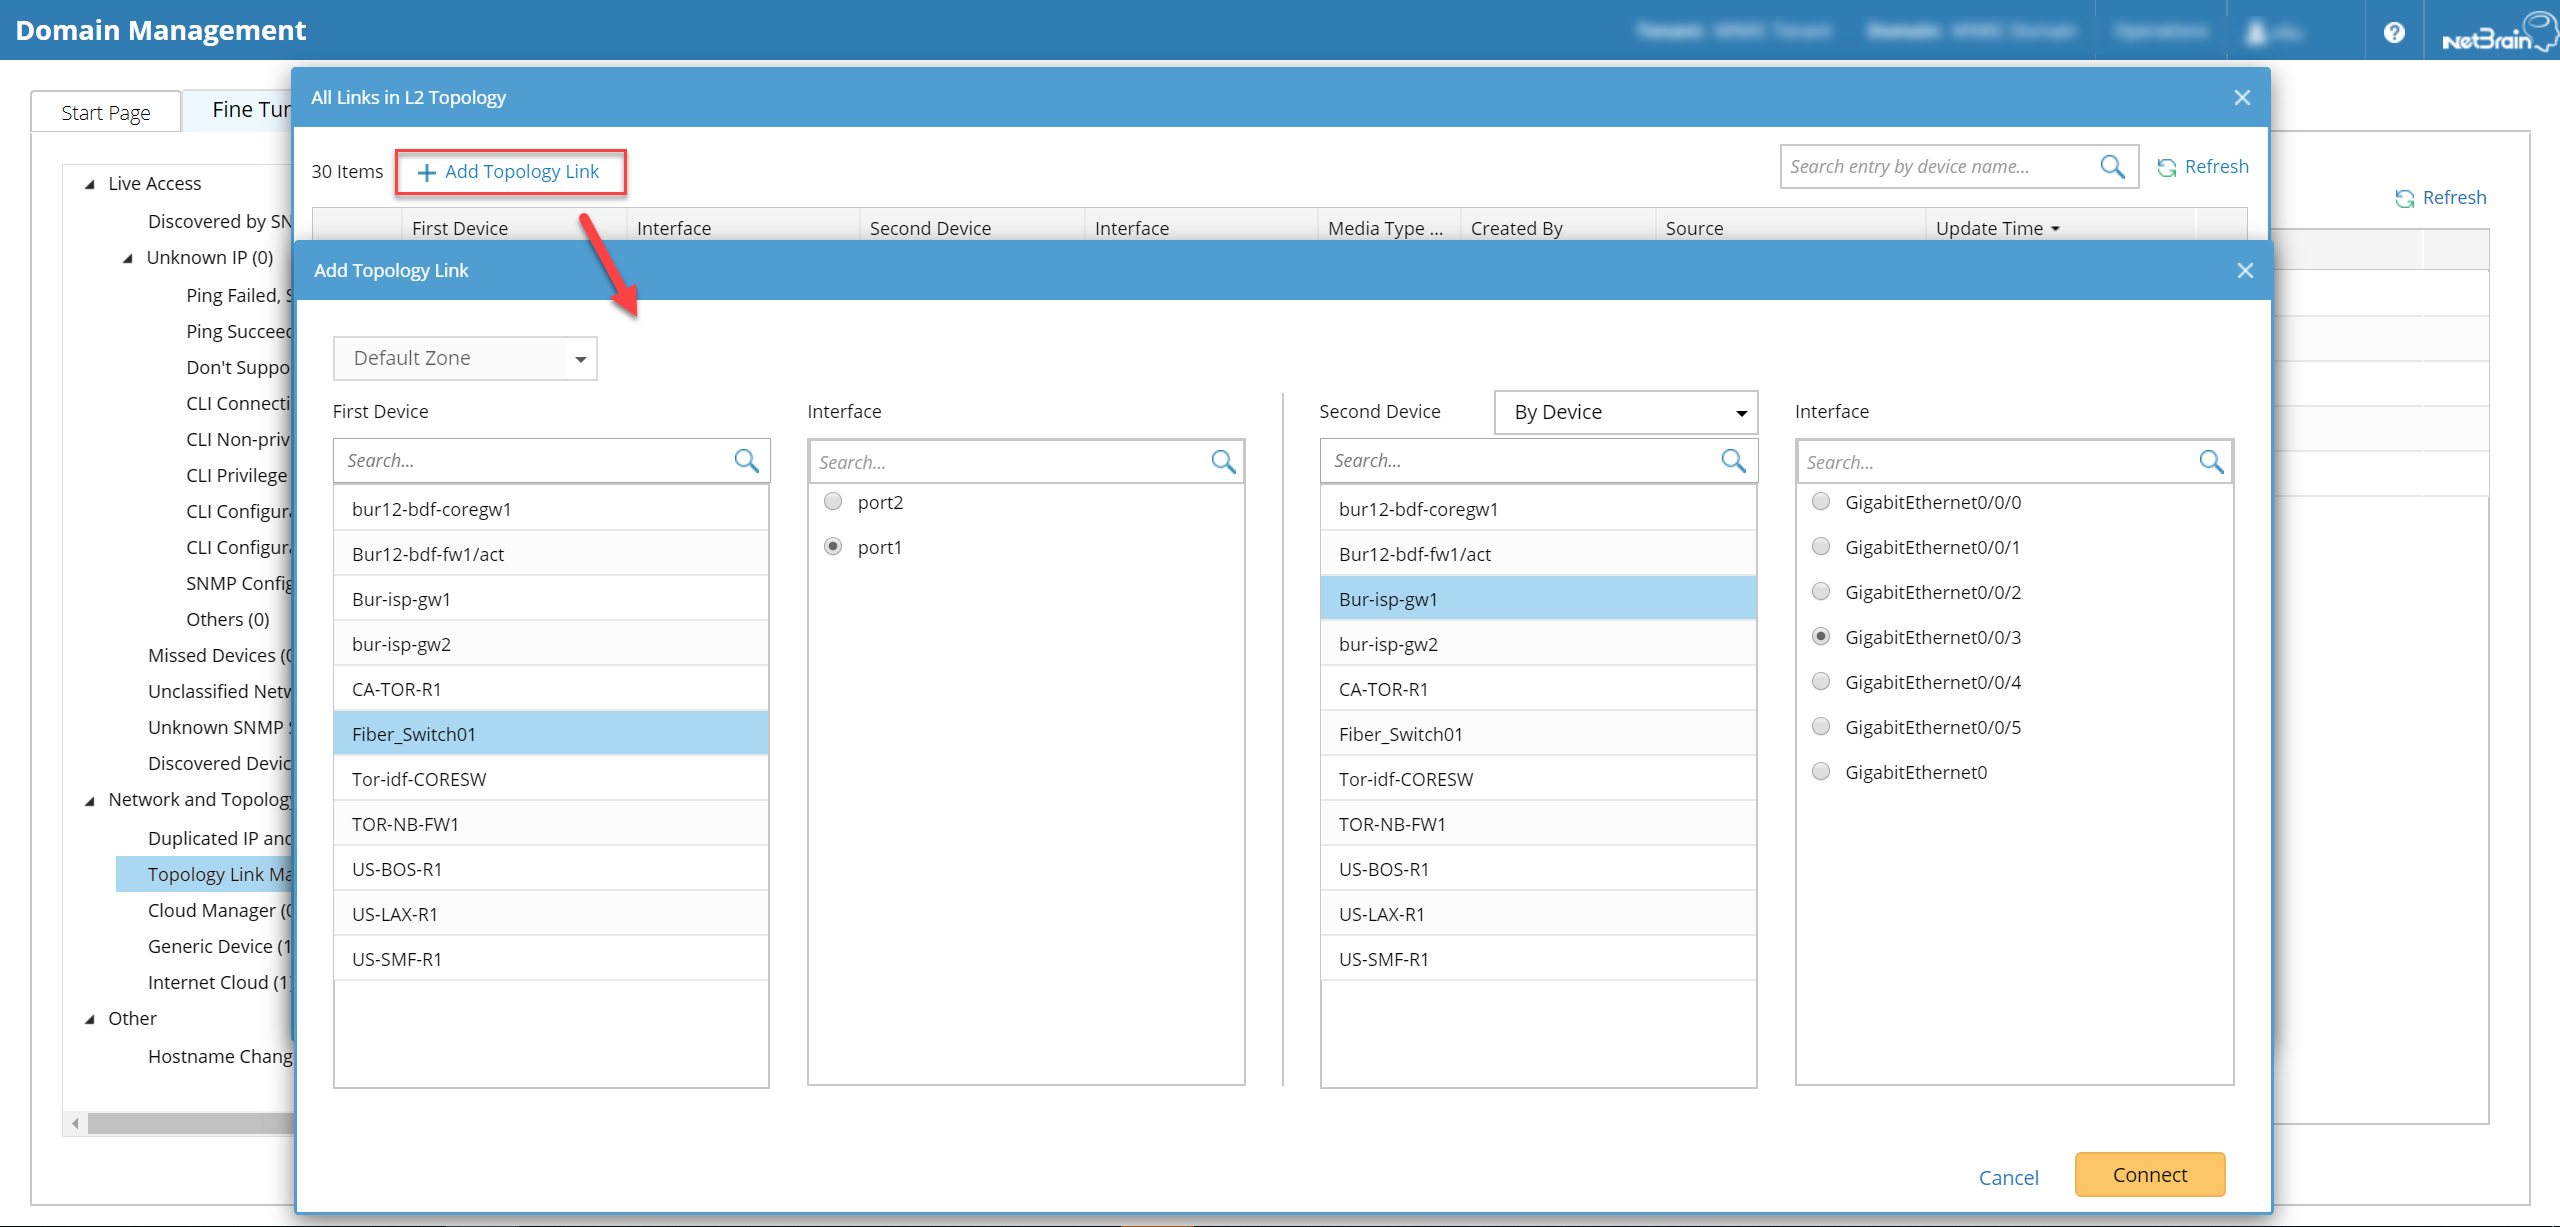 Domain Management
NetBrain
Start Page
Fine Tur
All Links in L2 Topology
30 Items
Add Topology Link
Search entry by device name...
Refresh
Refresh
First Device
Interface
Second Device
Interface
Media Type ...
Created By
Source
Update Time
Live Access
Discovered by SN
Unknown IP (0)
Ping Failed, S
Ping Succeed
Don't Suppo
CLI Connecti
CLI Non-priv
CLI Privilege
CLI Configura
CLI Configura
SNMP Config
Others (0)
Missed Devices (0
Unclassified Netw
Unknown SNMP S
Discovered Devic
Network and Topology
Duplicated IP and
Topology Link Ma
Cloud Manager (0
Generic Device (1
Internet Cloud (1)
Other
Hostname Chang
Add Topology Link
Default Zone
First Device
Search...
bur12-bdf-coregw1
Bur12-bdf-fw1/act
Bur-isp-gw1
bur-isp-gw2
CA-TOR-R1
Fiber_Switch01
Tor-idf-CORESW
TOR-NB-FW1
US-BOS-R1
US-LAX-R1
US-SMF-R1
Interface
Search...
port2
port1
Second Device
By Device
Search...
bur12-bdf-coregw1
Bur12-bdf-fw1/act
Bur-isp-gw1
bur-isp-gw2
CA-TOR-R1
Fiber_Switch01
Tor-idf-CORESW
TOR-NB-FW1
US-BOS-R1
US-LAX-R1
US-SMF-R1
Interface
Search...
GigabitEthernet0/0/0
GigabitEthernet0/0/1
GigabitEthernet0/0/2
GigabitEthernet0/0/3
GigabitEthernet0/0/4
GigabitEthernet0/0/5
GigabitEthernet0
Cancel
Connect